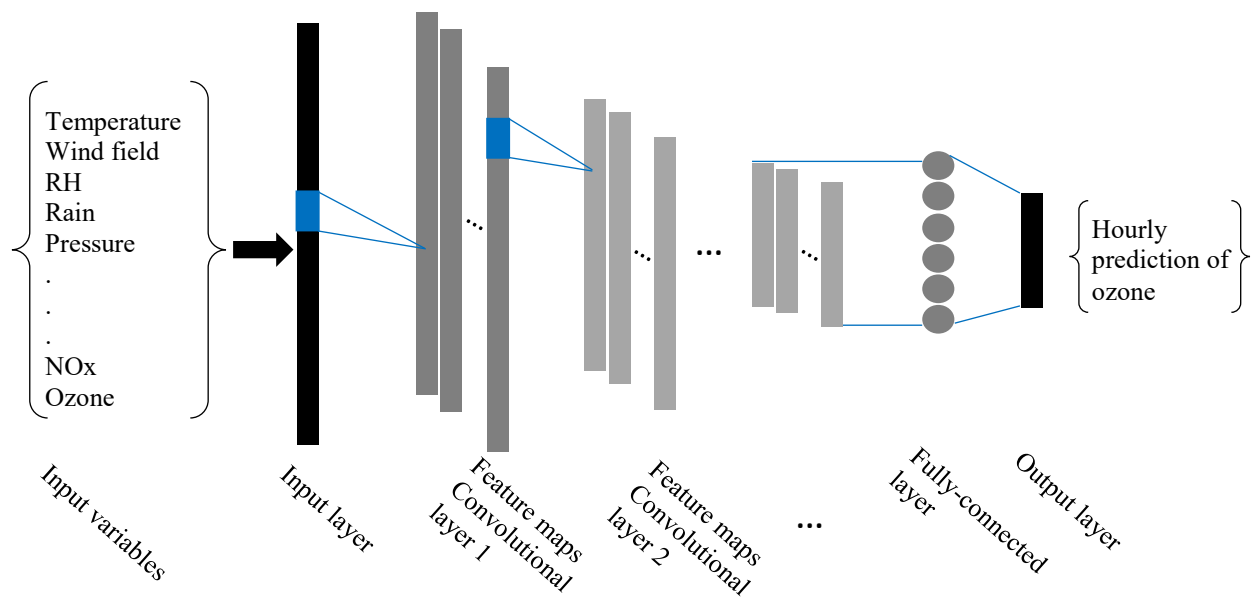 Temperature
Wind field
RH
Rain
Pressure
.
.
.
NOx
Ozone
...
...
...
...
Hourly
prediction of
ozone
Input variables
Input layer
Feature maps
Convolutional
layer 1
Feature maps
Convolutional
layer 2
...
Fully-connected
layer
Output layer